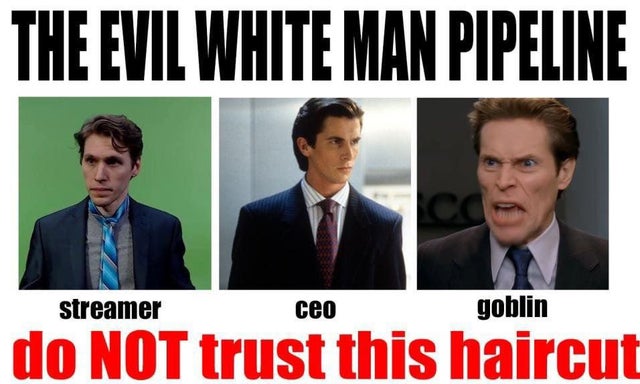 THE EVIL WHITE MAN PIPELINE
streamer
ceo
goblin
do NOT trust this haircut